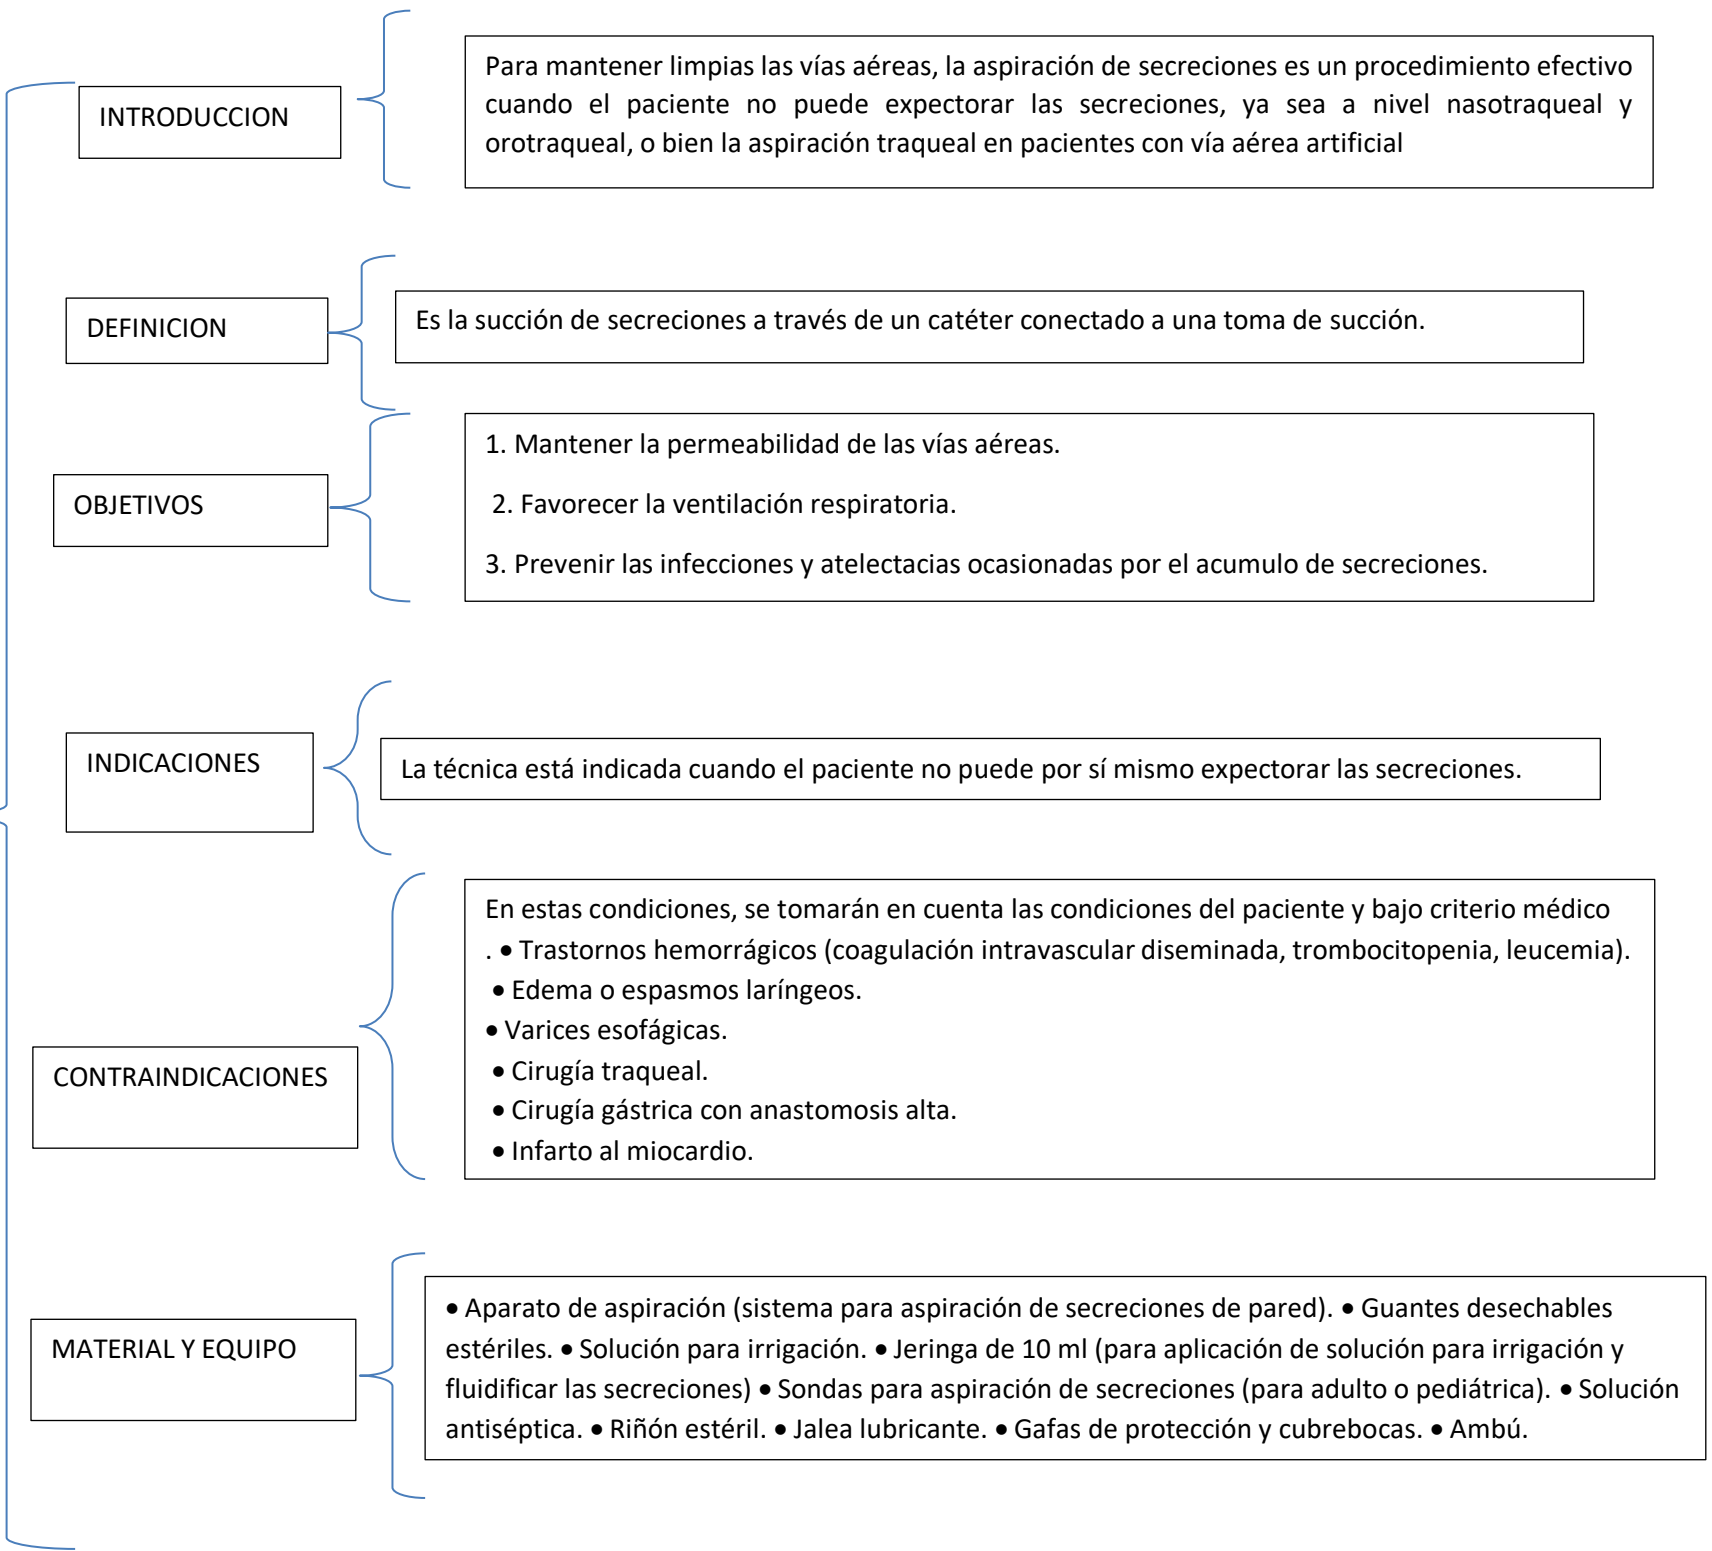 INTRODUCCION
Para mantener limpias las vías aéreas, la aspiración de secreciones es un procedimiento efectivo
cuando el paciente no puede expectorar las secreciones, ya sea a nivel nasotraqueal y
orotraqueal, o bien la aspiración traqueal en pacientes con vía aérea artificial
DEFINICION
Es la succión de secreciones a través de un catéter conectado a una toma de succión.
OBJETIVOS
1. Mantener la permeabilidad de las vías aéreas.
2. Favorecer la ventilación respiratoria.
3. Prevenir las infecciones y atelectacias ocasionadas por el acumulo de secreciones.
INDICACIONES
La técnica está indicada cuando el paciente no puede por sí mismo expectorar las secreciones.
CONTRAINDICACIONES
En estas condiciones, se tomarán en cuenta las condiciones del paciente y bajo criterio médico
. • Trastornos hemorrágicos (coagulación intravascular diseminada, trombocitopenia, leucemia).
• Edema o espasmos laríngeos.
• Varices esofágicas.
• Cirugía traqueal.
• Cirugía gástrica con anastomosis alta.
• Infarto al miocardio.
MATERIAL Y EQUIPO
• Aparato de aspiración (sistema para aspiración de secreciones de pared). • Guantes desechables
estériles. • Solución para irrigación. • Jeringa de 10 ml (para aplicación de solución para irrigación y
fluidificar las secreciones) • Sondas para aspiración de secreciones (para adulto o pediátrica). • Solución
antiséptica. • Riñón estéril. • Jalea lubricante. • Gafas de protección y cubrebocas. • Ambú.